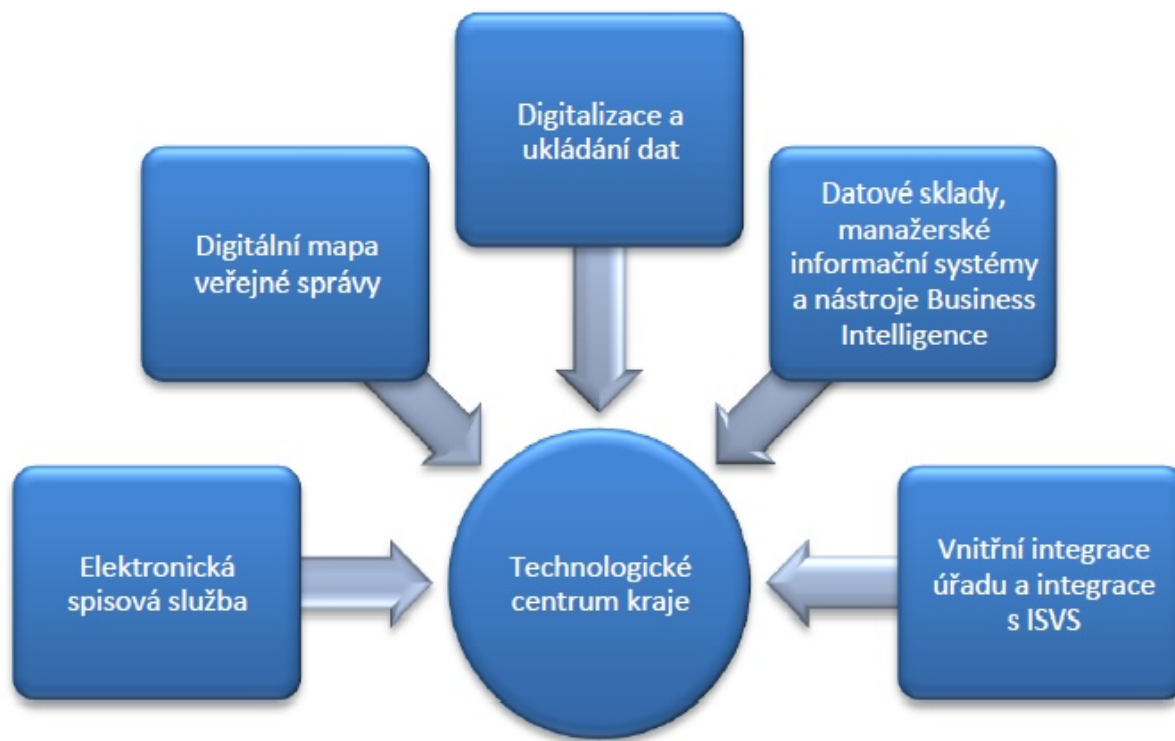 Digitalizace a
ukládání dat
Digitální mapa
veřejné správy
Datové sklady,
manažerské
informační systémy
a nástroje Business
Intelligence
Elektronická
spisová služba
Technologické
centrum kraje
Vnitřní integrace
úřadu a integrace
s ISVS